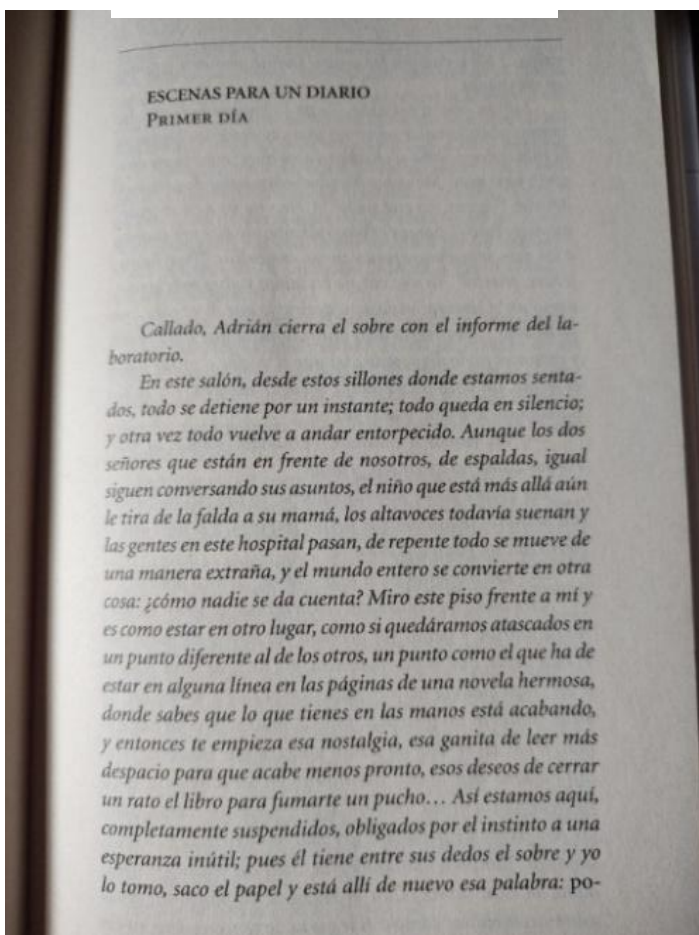 ESCENAS PARA UN DIARIO
PRIMER DÍA
Callado, Adrián cierra el sobre con el informe del la-
boratorio.
En este salón, desde estos sillones donde estamos senta-
dos, todo se detiene por un instante; todo queda en silencio;
y otra vez todo vuelve a andar entorpecido. Aunque los dos
señores que están en frente de nosotros, de espaldas, igual
siguen conversando sus asuntos, el niño que está más allá aún
le tira de la falda a su mamá, los altavoces todavía suenan y
las gentes en este hospital pasan, de repente todo se mueve de
una manera extraña, y el mundo entero se convierte en otra
cosa: ¿cómo nadie se da cuenta? Miro este piso frente a mí y
es como estar en otro lugar, como si quedáramos atascados en
un punto diferente al de los otros, un punto como el que ha de
estar en alguna línea en las páginas de una novela hermosa,
donde sabes que lo que tienes en las manos está acabando,
y entonces te empieza esa nostalgia, esa ganita de leer más
despacio para que acabe menos pronto, esos deseos de cerrar
un rato el libro para fumarte un pucho… Así estamos aquí,
completamente suspendidos, obligados por el instinto a una
esperanza inútil; pues él tiene entre sus dedos el sobre y yo
lo tomo, saco el papel y está allí de nuevo esa palabra: po-